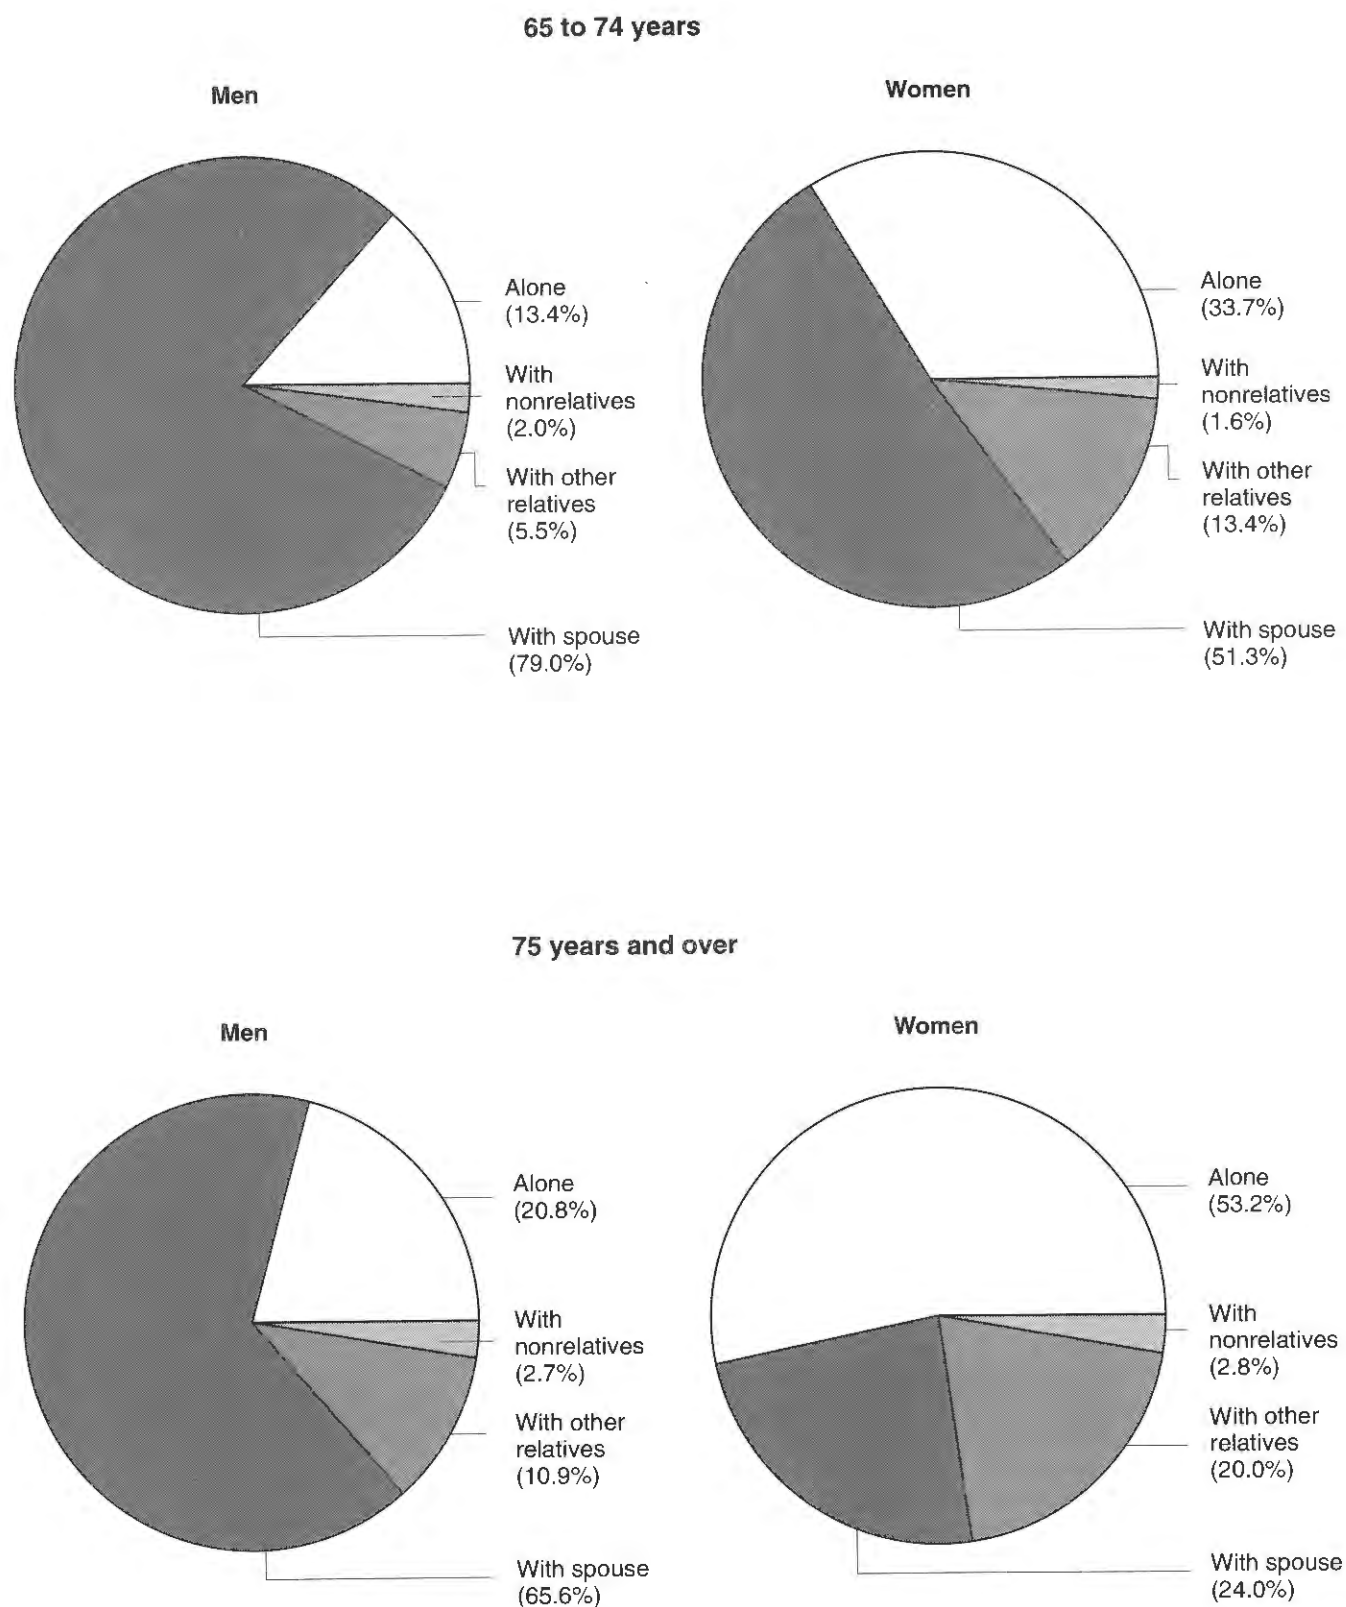 65 to 74 years
Men
Alone
(13.4%)
With
nonrelatives
(2.0%)
With other
relatives
(5.5%)
With spouse
(79.0%)
Women
Alone
(33.7%)
With
nonrelatives
(1.6%)
With other
relatives
(13.4%)
With spouse
(51.3%)
75 years and over
Men
Alone
(20.8%)
With
nonrelatives
(2.7%)
With other
relatives
(10.9%)
With spouse
(65.6%)
Women
Alone
(53.2%)
With
nonrelatives
(2.8%)
With other
relatives
(20.0%)
With spouse
(24.0%)